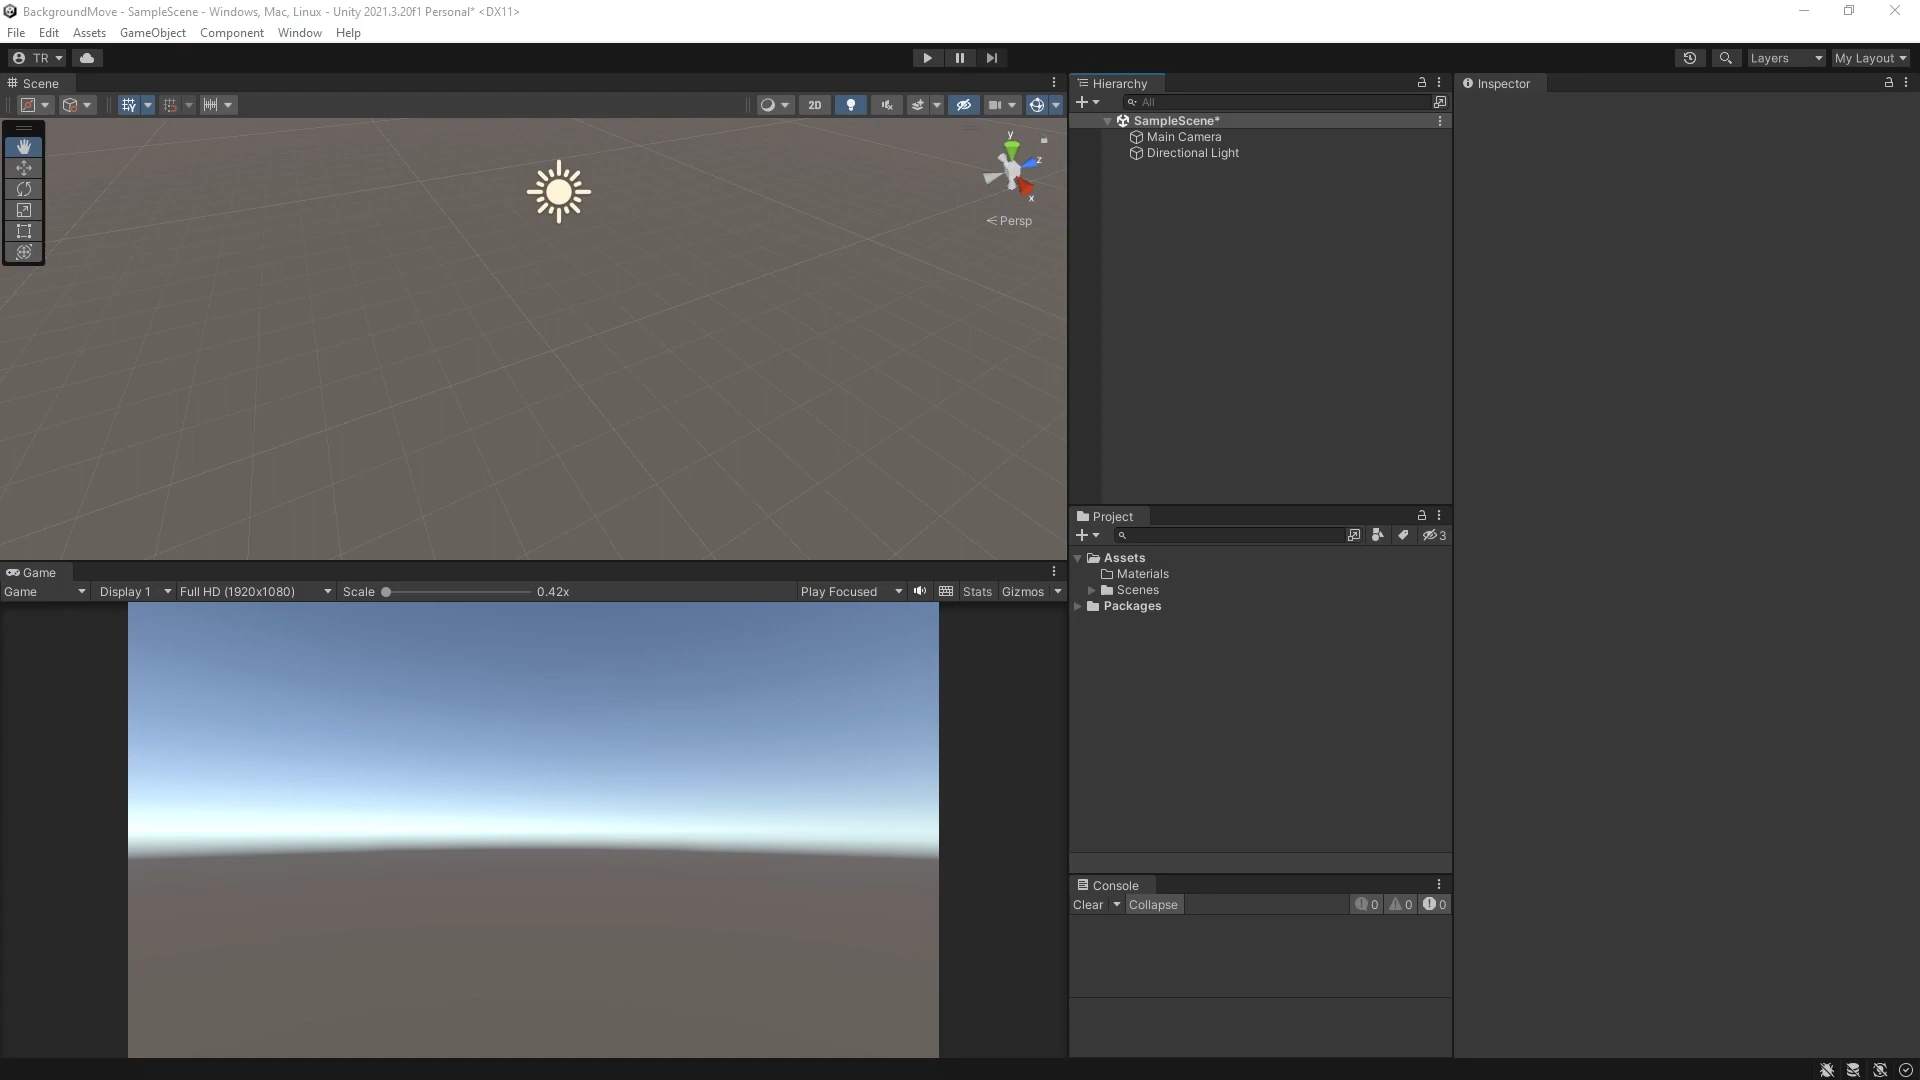 BackgroundMove - SampleScene - Windows, Mac, Linux - Unity 2021.3.20f1 Personal* <DX11>
File Edit Assets GameObject Component Window Help
TR Layers My Layout
Scene
2D
y
z
x
Persp
Hierarchy
All
SampleScene*
Main Camera
Directional Light
Inspector
Project
3
Assets
Materials
Scenes
Packages
Game
Game Display 1 Full HD (1920x1080) Scale 0.42x Play Focused Stats Gizmos
Console
Clear Collapse 0 0 0